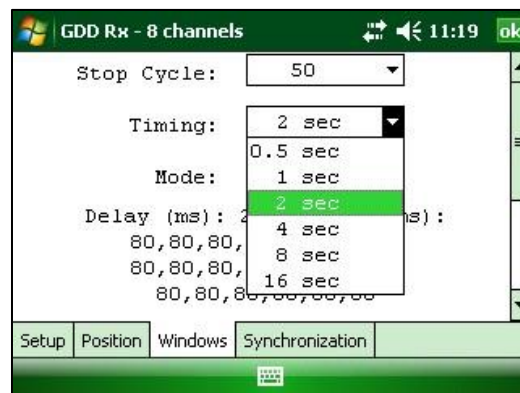 GDD Rx - 8 channels 11:19 ok
Stop Cycle: 50
Timing: 2 sec
0.5 sec
Mode: 1 sec
2 sec
Delay (ms): 4 sec
80,80,80, 8 sec
80,80,80, 16 sec
80,80,
Setup Position Windows Synchronization